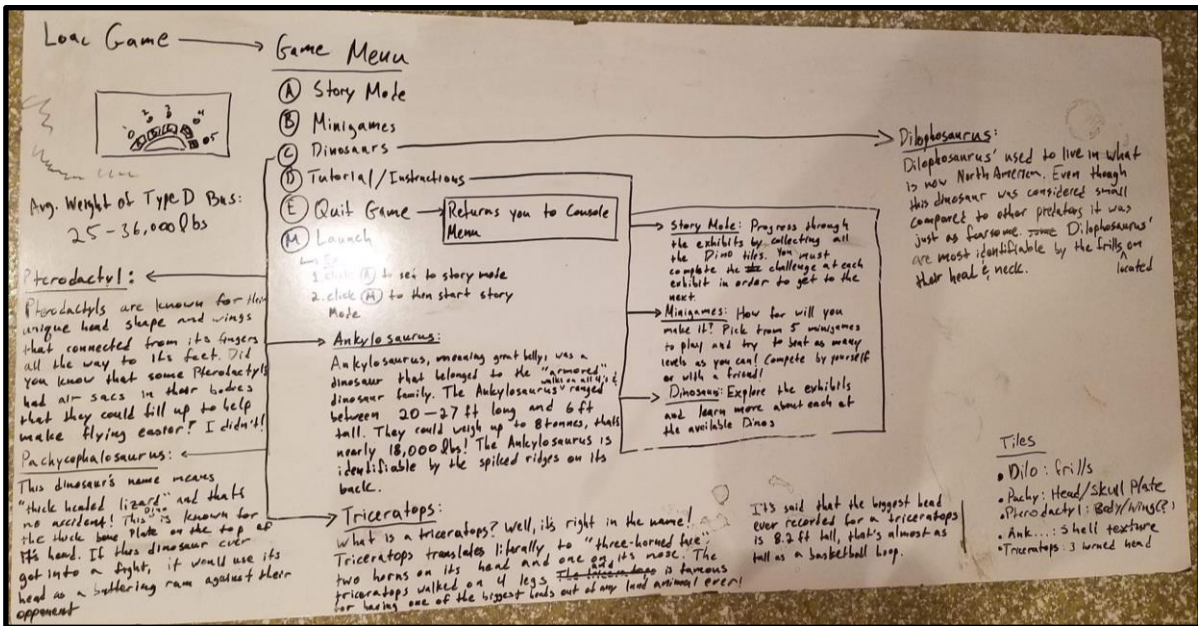 Load Game
Game Menu
A Story Mode
B Minigames
C Dinosaurs
D Tutorial/Instructions
E Quit Game
Returns you to Console
Menu
M Launch
1. click A to set to story mode
2. click M to then start story
Mode
0 1 2 3 4 5
Avg. Weight of Type D Bus:
25-36,000 lbs
Pterodactyl:
Pterodactyls are known for their
unique head shape and wings
that connected from its fingers
all the way to its feet. Did
you know that some Pterodactyls
had air sacs in their bodies
that they could fill up to help
make flying easier? I didn't!
Pachycephalosaurus:
This dinosaur's name means
"thick headed lizard" and thats
no accident! This dino is known for
the thick bone plate on the top of
it's head. If this dinosaur ever
got into a fight, it would use its
head as a battering ram against their
opponent
Ankylosaurus:
Ankylosaurus, meaning great belly, was a
dinosaur that belonged to the "armored"
dinosaur family. The Ankylosaurus walks on all 4's & ranged
between 20-27 ft long and 6 ft
tall. They could weigh up to 8 tonnes, thats
nearly 18,000 lbs! The Ankylosaurus is
identifiable by the spiked ridges on its
back.
Triceratops:
What is a triceratops? Well, it's right in the name!
Triceratops translates literally to "three-horned face"
two horns on its head and one on its nose. The
triceratops walked on 4 legs and is famous
for having one of the biggest heads out of any land animal ever!
It's said that the biggest head
ever recorded for a triceratops
is 8.2 ft tall, that's almost as
tall as a basketball hoop.
Story Mode: Progress through
the exhibits by collecting all
the Dino tiles. You must
complete the challenge at each
exhibit in order to get to the
next.
Minigames: How far will you
make it? Pick from 5 minigames
to play and try to beat as many
levels as you can! Compete by yourself
or with a friend!
Dinosaur: Explore the exhibits
and learn more about each of
the available Dinos
Dilophosaurus:
Dilophosaurus' used to live in what
is now North American. Even though
this dinosaur was considered small
compared to other predators it was
just as fearsome. Dilophosaurus'
are most identifiable by the frills located on
their head & neck.
Tiles
• Dilo: frills
• Pachy: Head/Skull Plate
• Pterodactyl: Body/Wing(?)
• Ank...: Shell texture
• Triceratops: 3 horned head